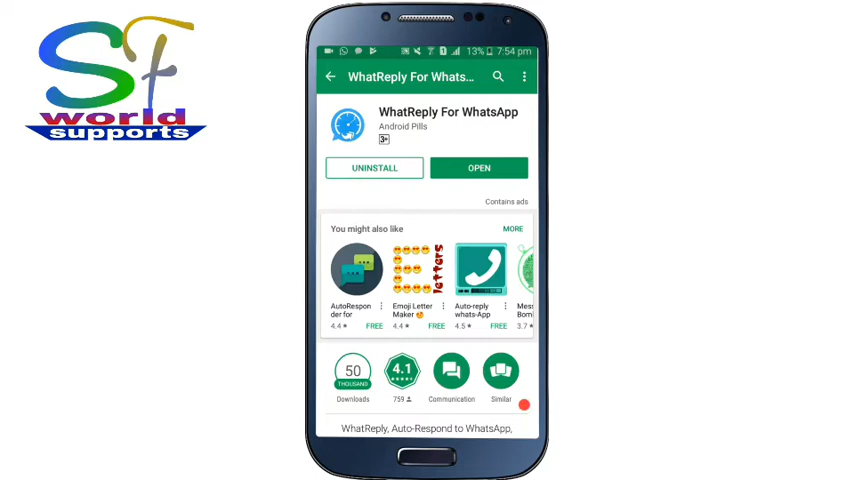 SF
world
supports
1 13% 7:54 pm
WhatReply For Whats...
WhatReply For WhatsApp
Android Pills
3+
UNINSTALL
OPEN
Contains ads
You might also like
MORE
E letters
AutoRespon
der for
4.4 FREE
Emoji Letter
Maker
4.4 FREE
Auto-reply
whats-App
4.5 FREE
Mess
Bom
3.7
50
THOUSAND
Downloads
4.1
759
Communication
Similar
WhatReply, Auto-Respond to WhatsApp,